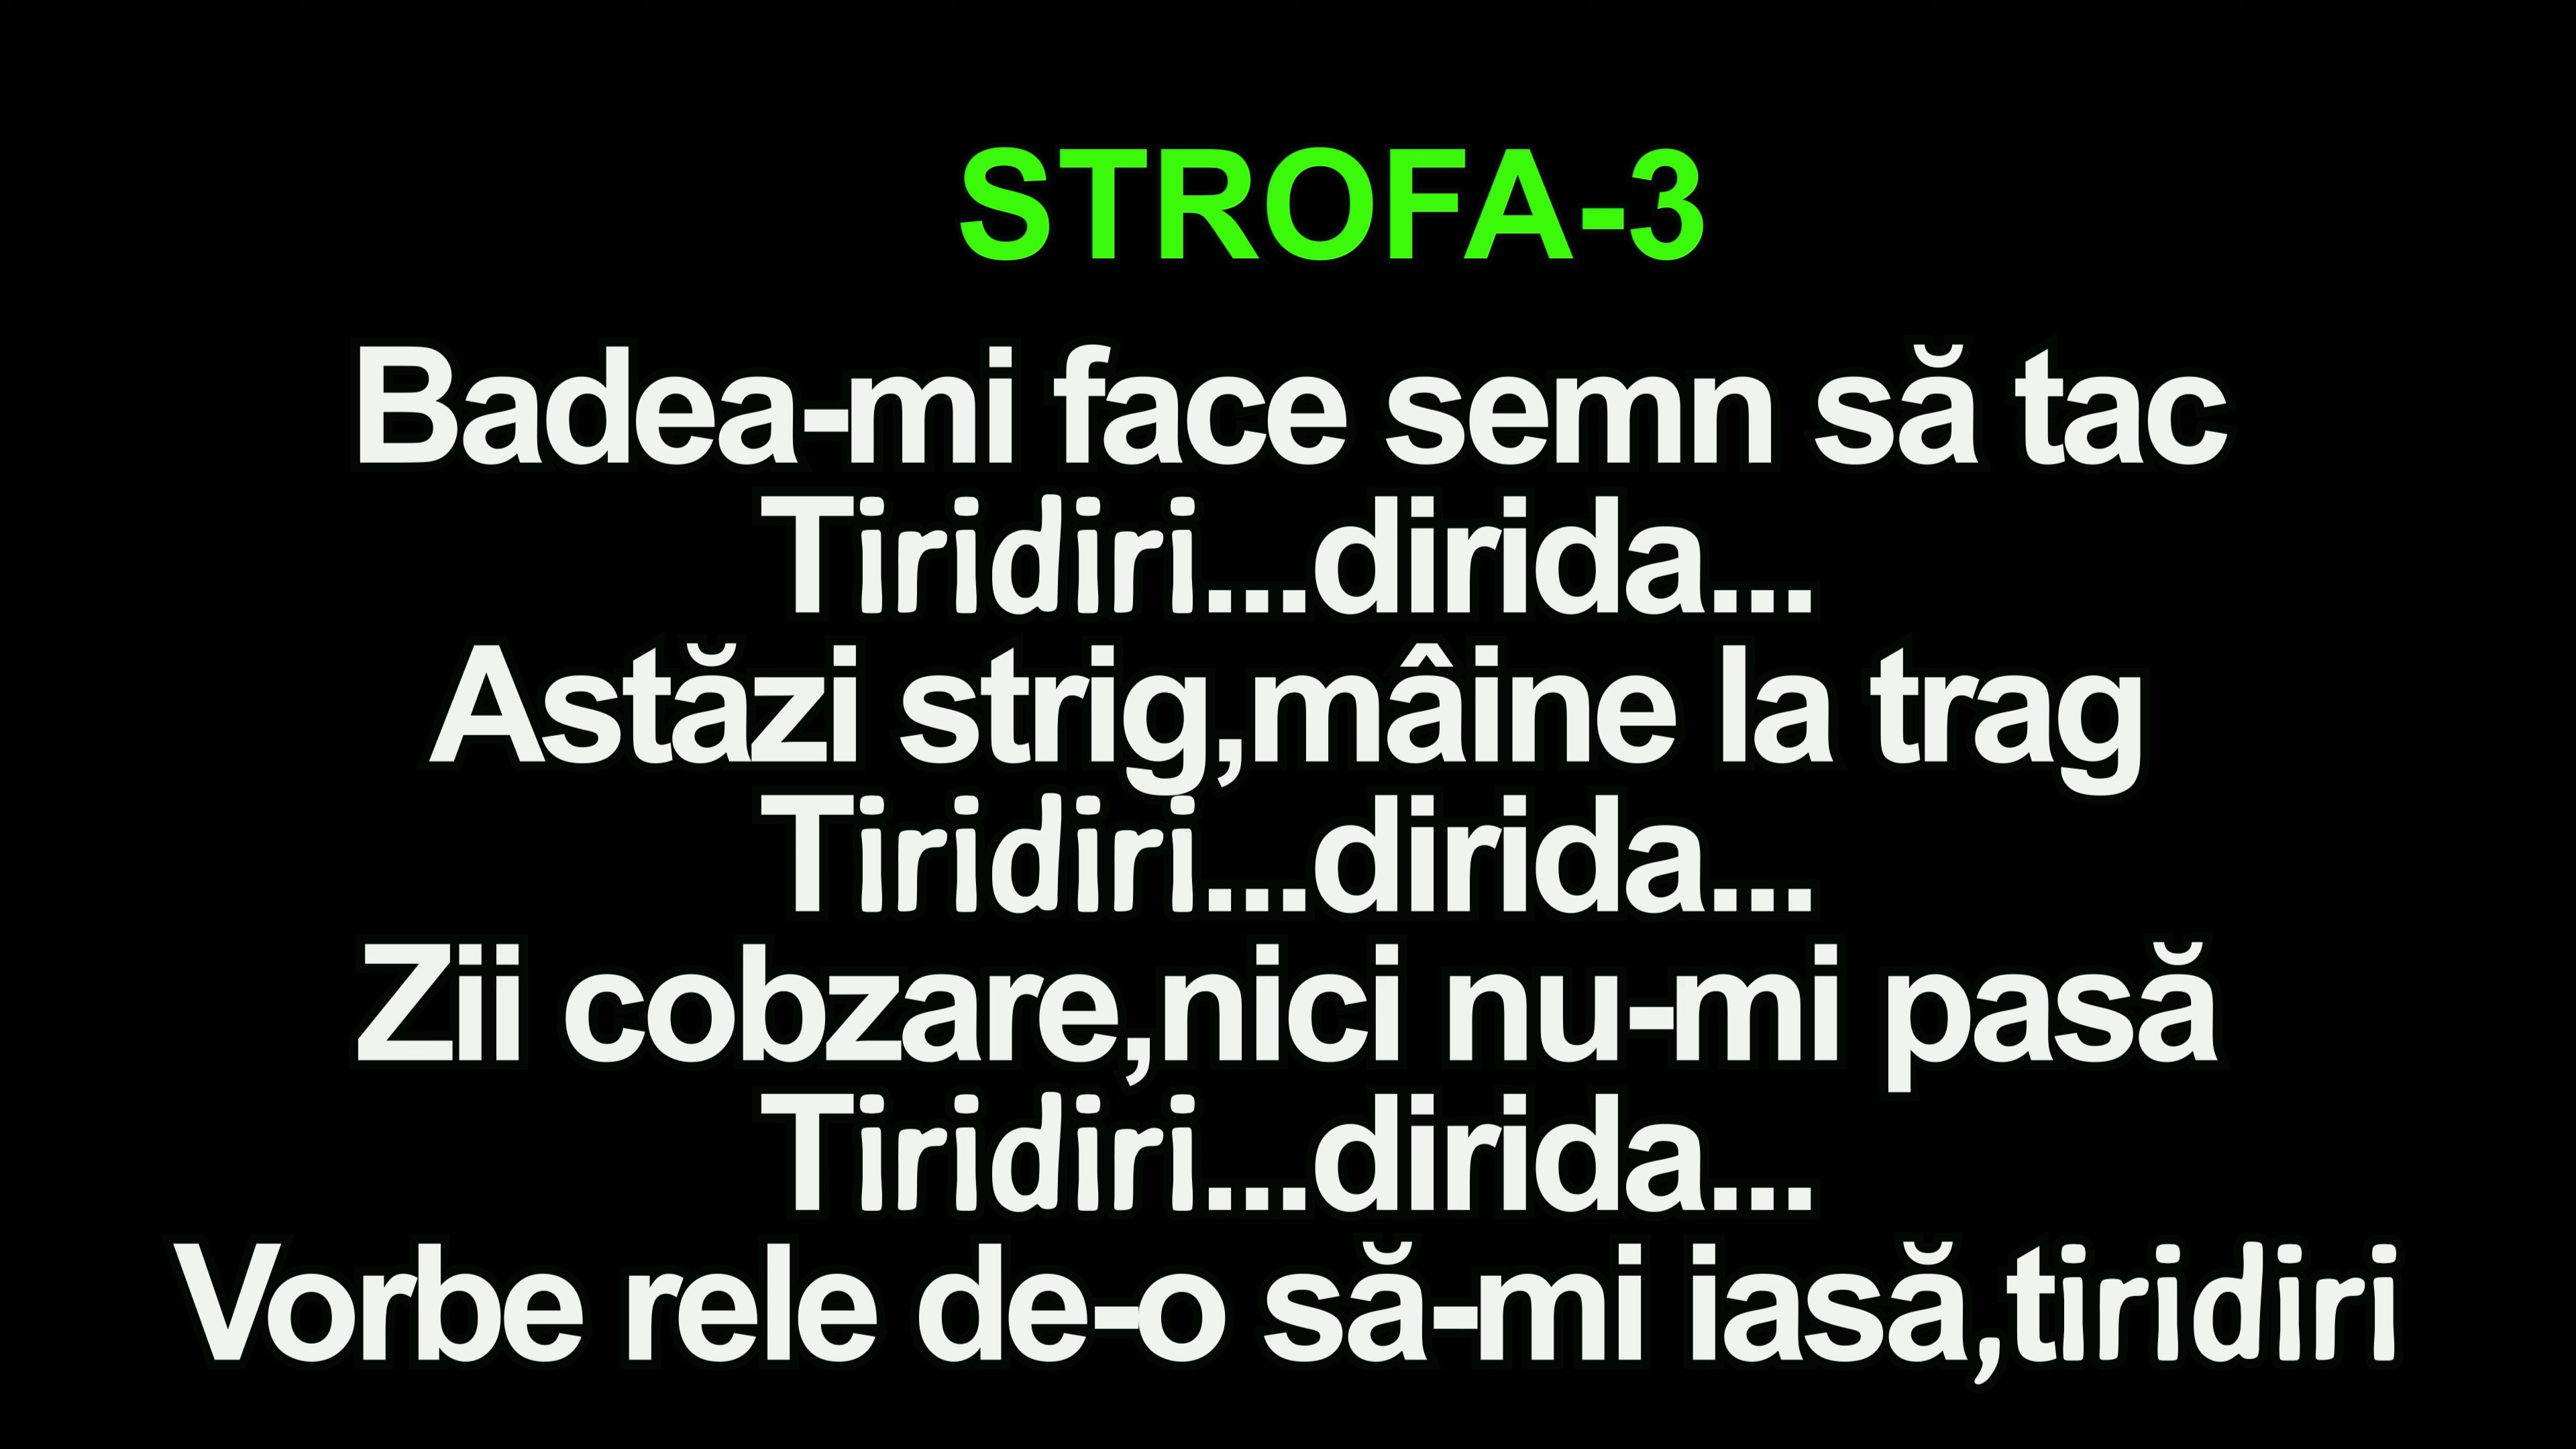 STROFA-3
Badea-mi face semn să tac
Tiridiri...dirida...
Astăzi strig,mâine la trag
Tiridiri...dirida...
Zii cobzare,nici nu-mi pasă
Tiridiri...dirida...
Vorbe rele de-o să-mi iasă,tiridiri